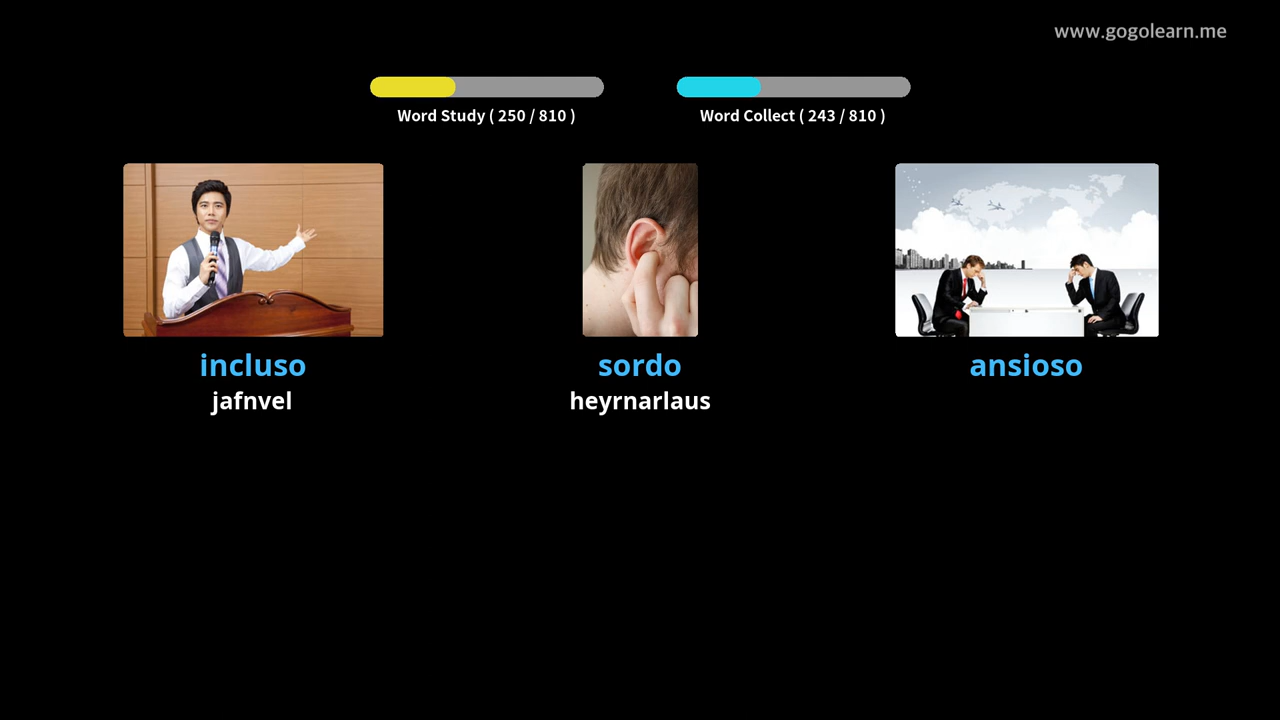 www.gogolearn.me
Word Study ( 250 / 810 )
Word Collect ( 243 / 810 )
incluso
sordo
ansioso
jafnvel
heyrnarlaus